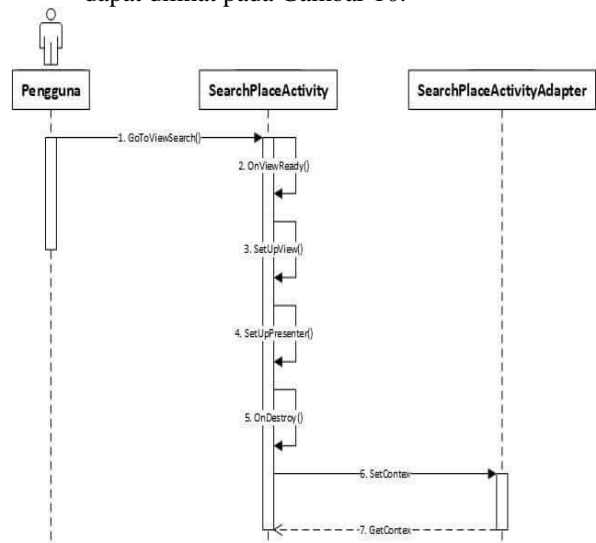 dapat dilihat pada Gambar 10.
Pengguna
SearchPlaceActivity
SearchPlaceActivityAdapter
1. GoToViewSearch()
2. OnViewReady()
3. SetUpView()
4. SetUpPresenter()
5. OnDestroy()
6. SetContex
7. GetContex